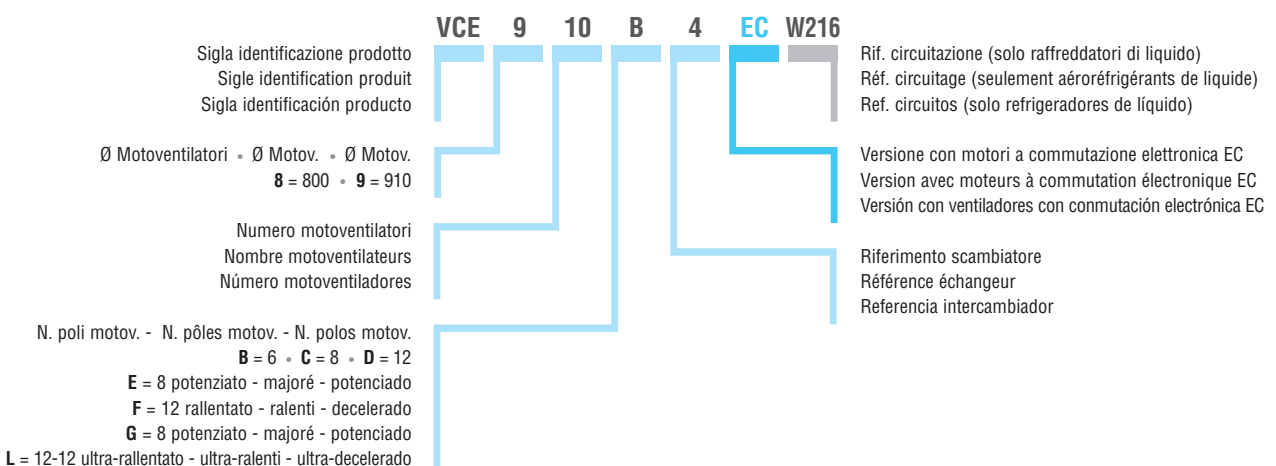 VCE 9 10 B 4 EC W216
Sigla identificazione prodotto
Sigle identification produit
Sigla identificación producto
Ø Motoventilatori • Ø Motov. • Ø Motov.
8 = 800 • 9 = 910
Numero motoventilatori
Nombre motoventilateurs
Número motoventiladores
N. poli motov. - N. pôles motov. - N. polos motov.
B = 6 • C = 8 • D = 12
E = 8 potenziato - majoré - potenciado
F = 12 rallentato - ralenti - decelerado
G = 8 potenziato - majoré - potenciado
L = 12-12 ultra-rallentato - ultra-ralenti - ultra-decelerado
Rif. circuitazione (solo raffreddatori di liquido)
Réf. circuitage (seulement aéroréfrigérants de liquide)
Ref. circuitos (solo refrigeradores de líquido)
Versione con motori a commutazione elettronica EC
Version avec moteurs à commutation électronique EC
Versión con ventiladores con conmutación electrónica EC
Riferimento scambiatore
Référence échangeur
Referencia intercambiador